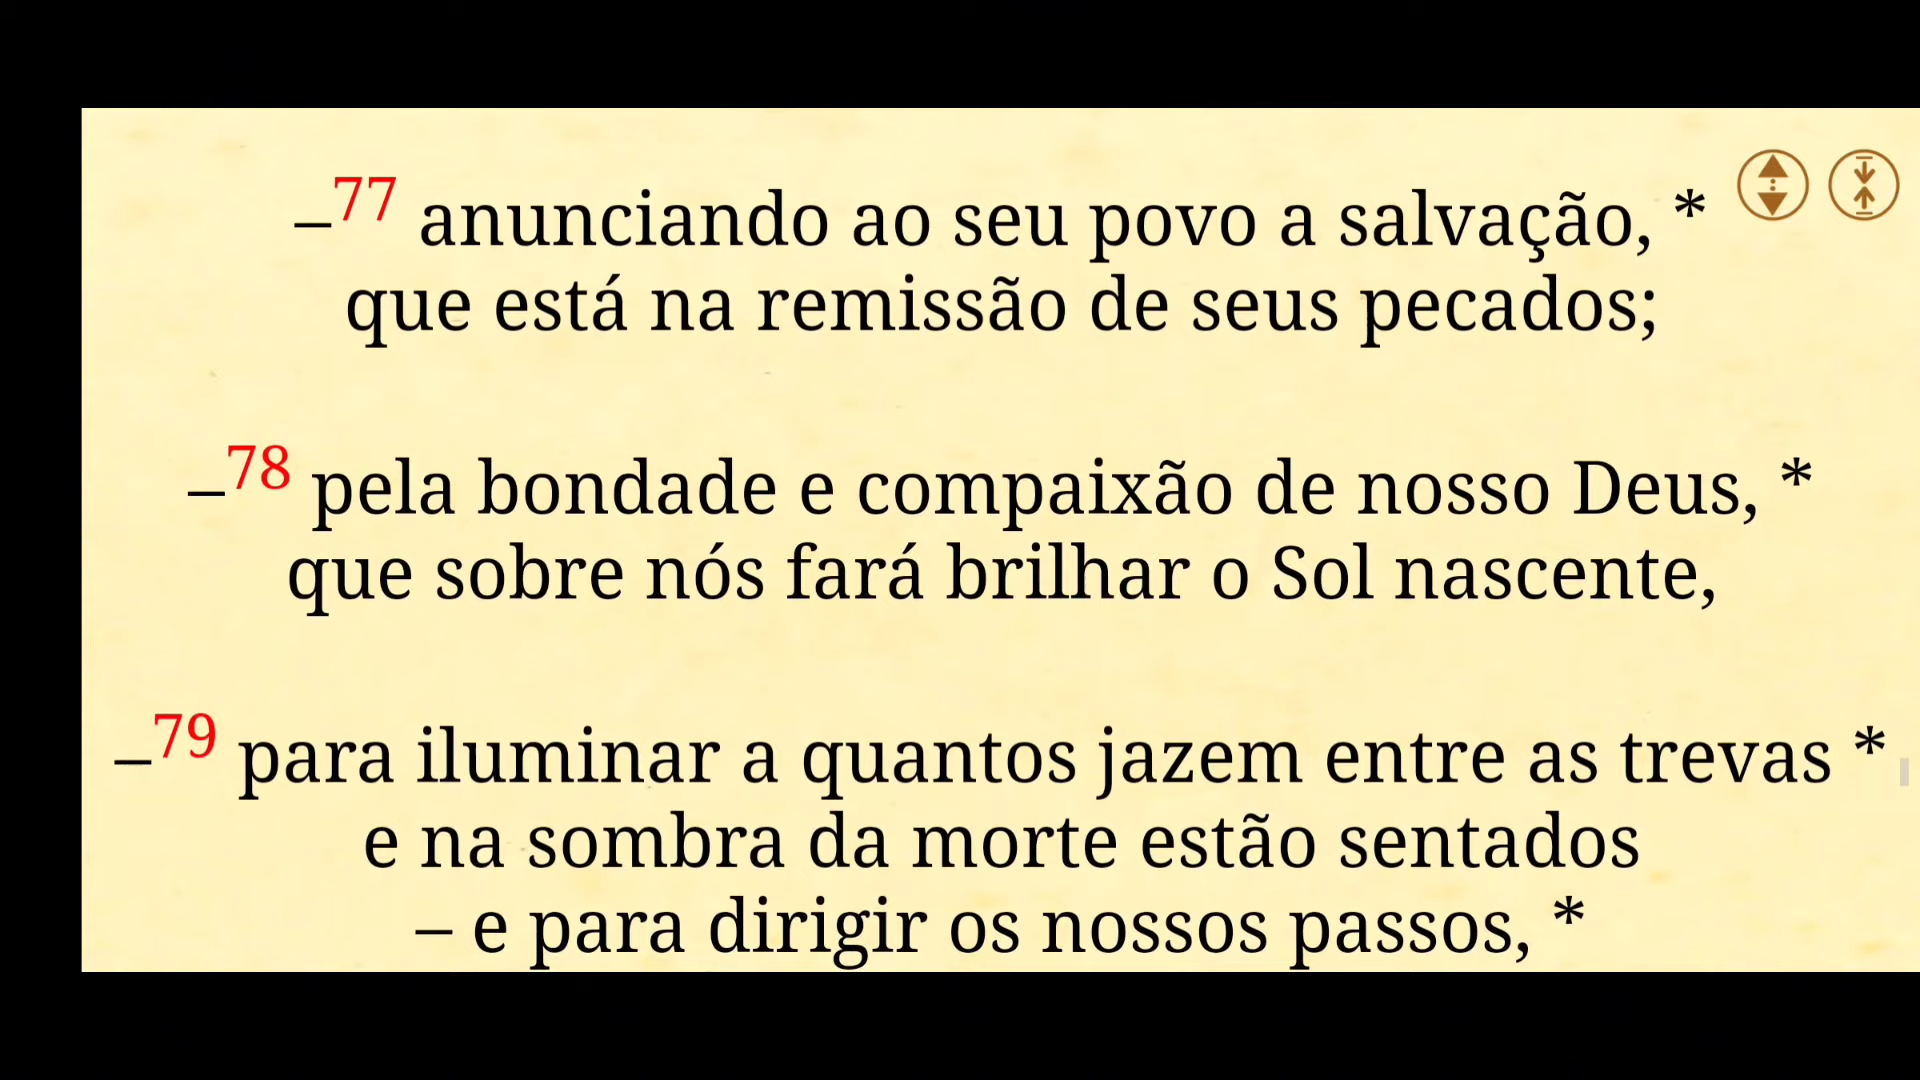 –77 anunciando ao seu povo a salvação, *
que está na remissão de seus pecados;
–78 pela bondade e compaixão de nosso Deus, *
que sobre nós fará brilhar o Sol nascente,
–79 para iluminar a quantos jazem entre as trevas *
e na sombra da morte estão sentados
– e para dirigir os nossos passos, *